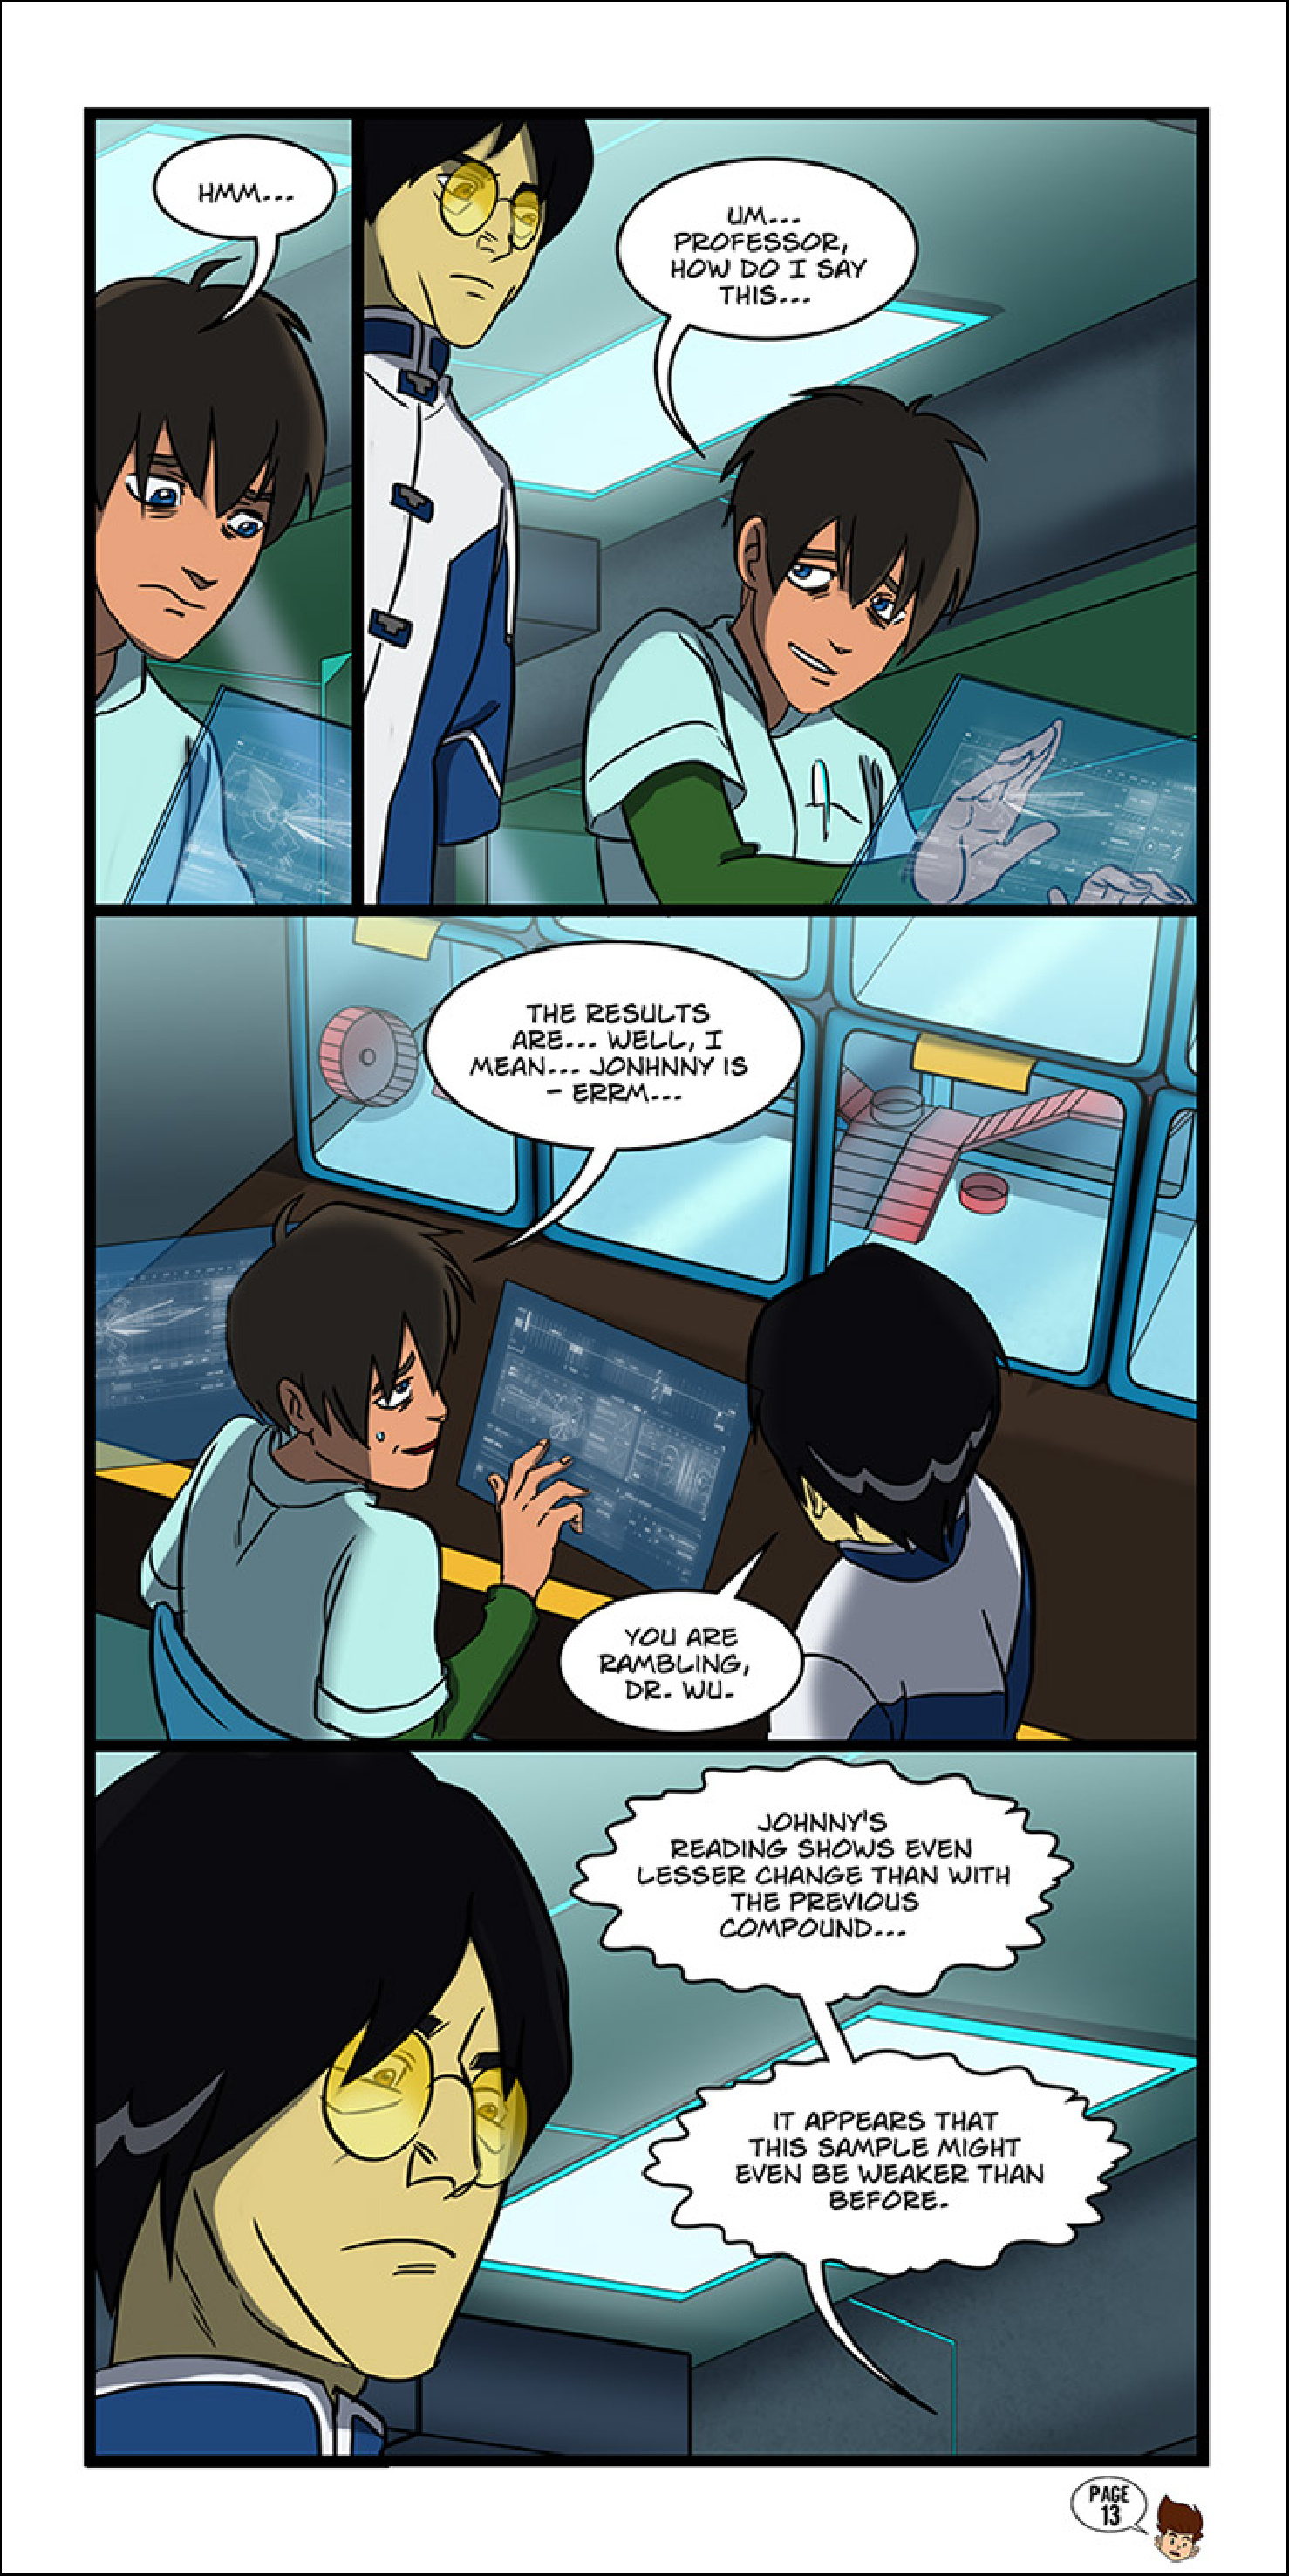 HMM...
UM...
PROFESSOR,
HOW DO I SAY
THIS...
THE RESULTS
ARE... WELL, I
MEAN... JONHNNY IS
- ERRM...
YOU ARE
RAMBLING,
DR. WU.
JOHNNY'S
READING SHOWS EVEN
LESSER CHANGE THAN WITH
THE PREVIOUS
COMPOUND...
IT APPEARS THAT
THIS SAMPLE MIGHT
EVEN BE WEAKER THAN
BEFORE.
PAGE
13